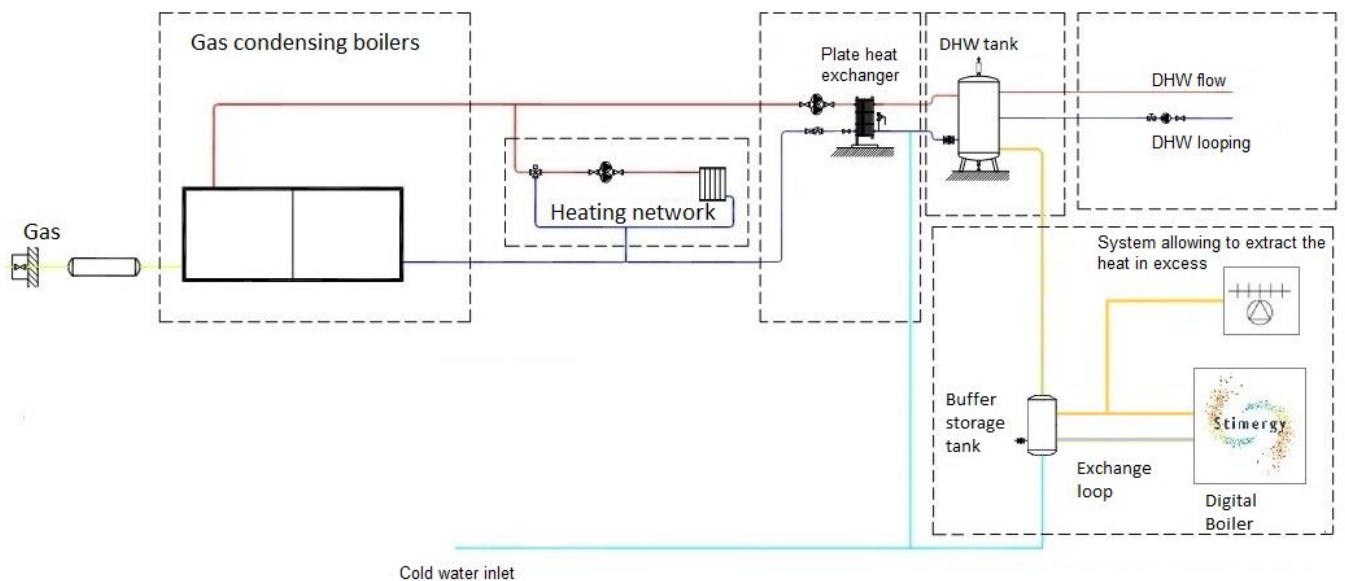 Gas condensing boilers
Plate heat
exchanger
DHW tank
DHW flow
DHW looping
Heating network
Gas
System allowing to extract the
heat in excess
Buffer
storage
tank
Stimergy
Exchange
loop
Digital
Boiler
Cold water inlet